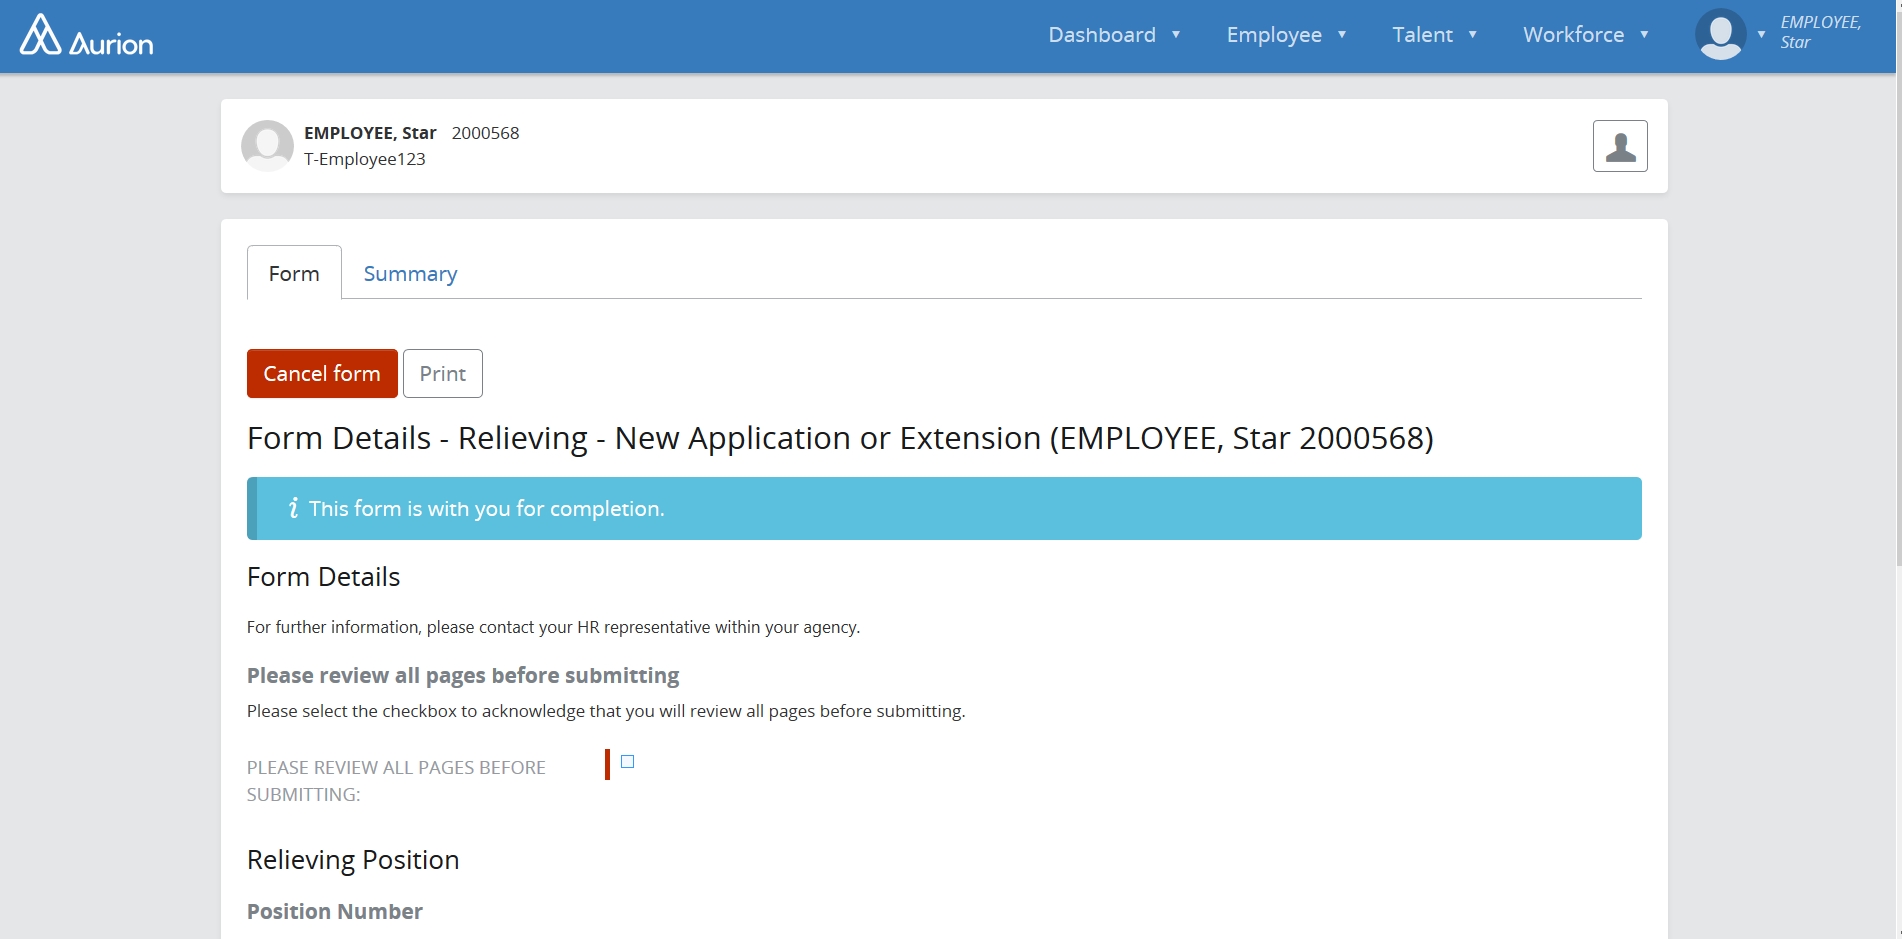 Aurion
Dashboard Employee Talent Workforce EMPLOYEE,
Star
EMPLOYEE, Star 2000568
T-Employee123
Form Summary
Cancel form Print
Form Details - Relieving - New Application or Extension (EMPLOYEE, Star 2000568)
i This form is with you for completion.
Form Details
For further information, please contact your HR representative within your agency.
Please review all pages before submitting
Please select the checkbox to acknowledge that you will review all pages before submitting.
PLEASE REVIEW ALL PAGES BEFORE
SUBMITTING:
Relieving Position
Position Number